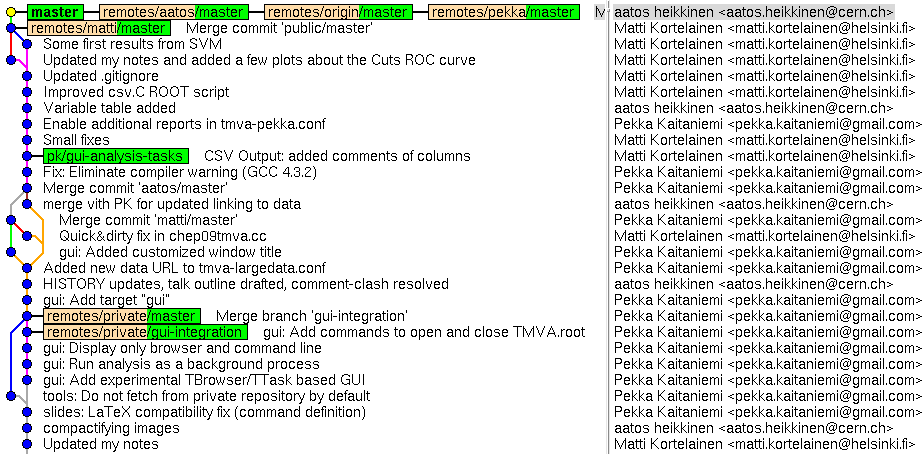 master remotes/aatos/master remotes/origin/master remotes/pekka/master aatos heikkinen <aatos.heikkinen@cern.ch>
remotes/matti/master Merge commit 'public/master' Matti Kortelainen <matti.kortelainen@helsinki.fi>
Some first results from SVM Matti Kortelainen <matti.kortelainen@helsinki.fi>
Updated my notes and added a few plots about the Cuts ROC curve Matti Kortelainen <matti.kortelainen@helsinki.fi>
Updated .gitignore Matti Kortelainen <matti.kortelainen@helsinki.fi>
Improved csv.C ROOT script Matti Kortelainen <matti.kortelainen@helsinki.fi>
Variable table added aatos heikkinen <aatos.heikkinen@cern.ch>
Enable additional reports in tmva-pekka.conf Pekka Kaitaniemi <pekka.kaitaniemi@gmail.com>
Small fixes Matti Kortelainen <matti.kortelainen@helsinki.fi>
pk/gui-analysis-tasks CSV Output: added comments of columns Matti Kortelainen <matti.kortelainen@helsinki.fi>
Fix: Eliminate compiler warning (GCC 4.3.2) Pekka Kaitaniemi <pekka.kaitaniemi@gmail.com>
Merge commit 'aatos/master' Pekka Kaitaniemi <pekka.kaitaniemi@gmail.com>
merge vith PK for updated linking to data aatos heikkinen <aatos.heikkinen@cern.ch>
Merge commit 'matti/master' Pekka Kaitaniemi <pekka.kaitaniemi@gmail.com>
Quick&dirty fix in chep09tmva.cc Matti Kortelainen <matti.kortelainen@helsinki.fi>
gui: Added customized window title Pekka Kaitaniemi <pekka.kaitaniemi@gmail.com>
Added new data URL to tmva-largedata.conf Pekka Kaitaniemi <pekka.kaitaniemi@gmail.com>
HISTORY updates, talk outline drafted, comment-clash resolved aatos heikkinen <aatos.heikkinen@cern.ch>
gui: Add target "gui" Pekka Kaitaniemi <pekka.kaitaniemi@gmail.com>
remotes/private/master Merge branch 'gui-integration' Pekka Kaitaniemi <pekka.kaitaniemi@gmail.com>
remotes/private/gui-integration gui: Add commands to open and close TMVA.root Pekka Kaitaniemi <pekka.kaitaniemi@gmail.com>
gui: Display only browser and command line Pekka Kaitaniemi <pekka.kaitaniemi@gmail.com>
gui: Run analysis as a background process Pekka Kaitaniemi <pekka.kaitaniemi@gmail.com>
gui: Add experimental TBrowser/TTask based GUI Pekka Kaitaniemi <pekka.kaitaniemi@gmail.com>
tools: Do not fetch from private repository by default Pekka Kaitaniemi <pekka.kaitaniemi@gmail.com>
slides: LaTeX compatibility fix (command definition) Pekka Kaitaniemi <pekka.kaitaniemi@gmail.com>
compactifying images aatos heikkinen <aatos.heikkinen@cern.ch>
Updated my notes Matti Kortelainen <matti.kortelainen@helsinki.fi>